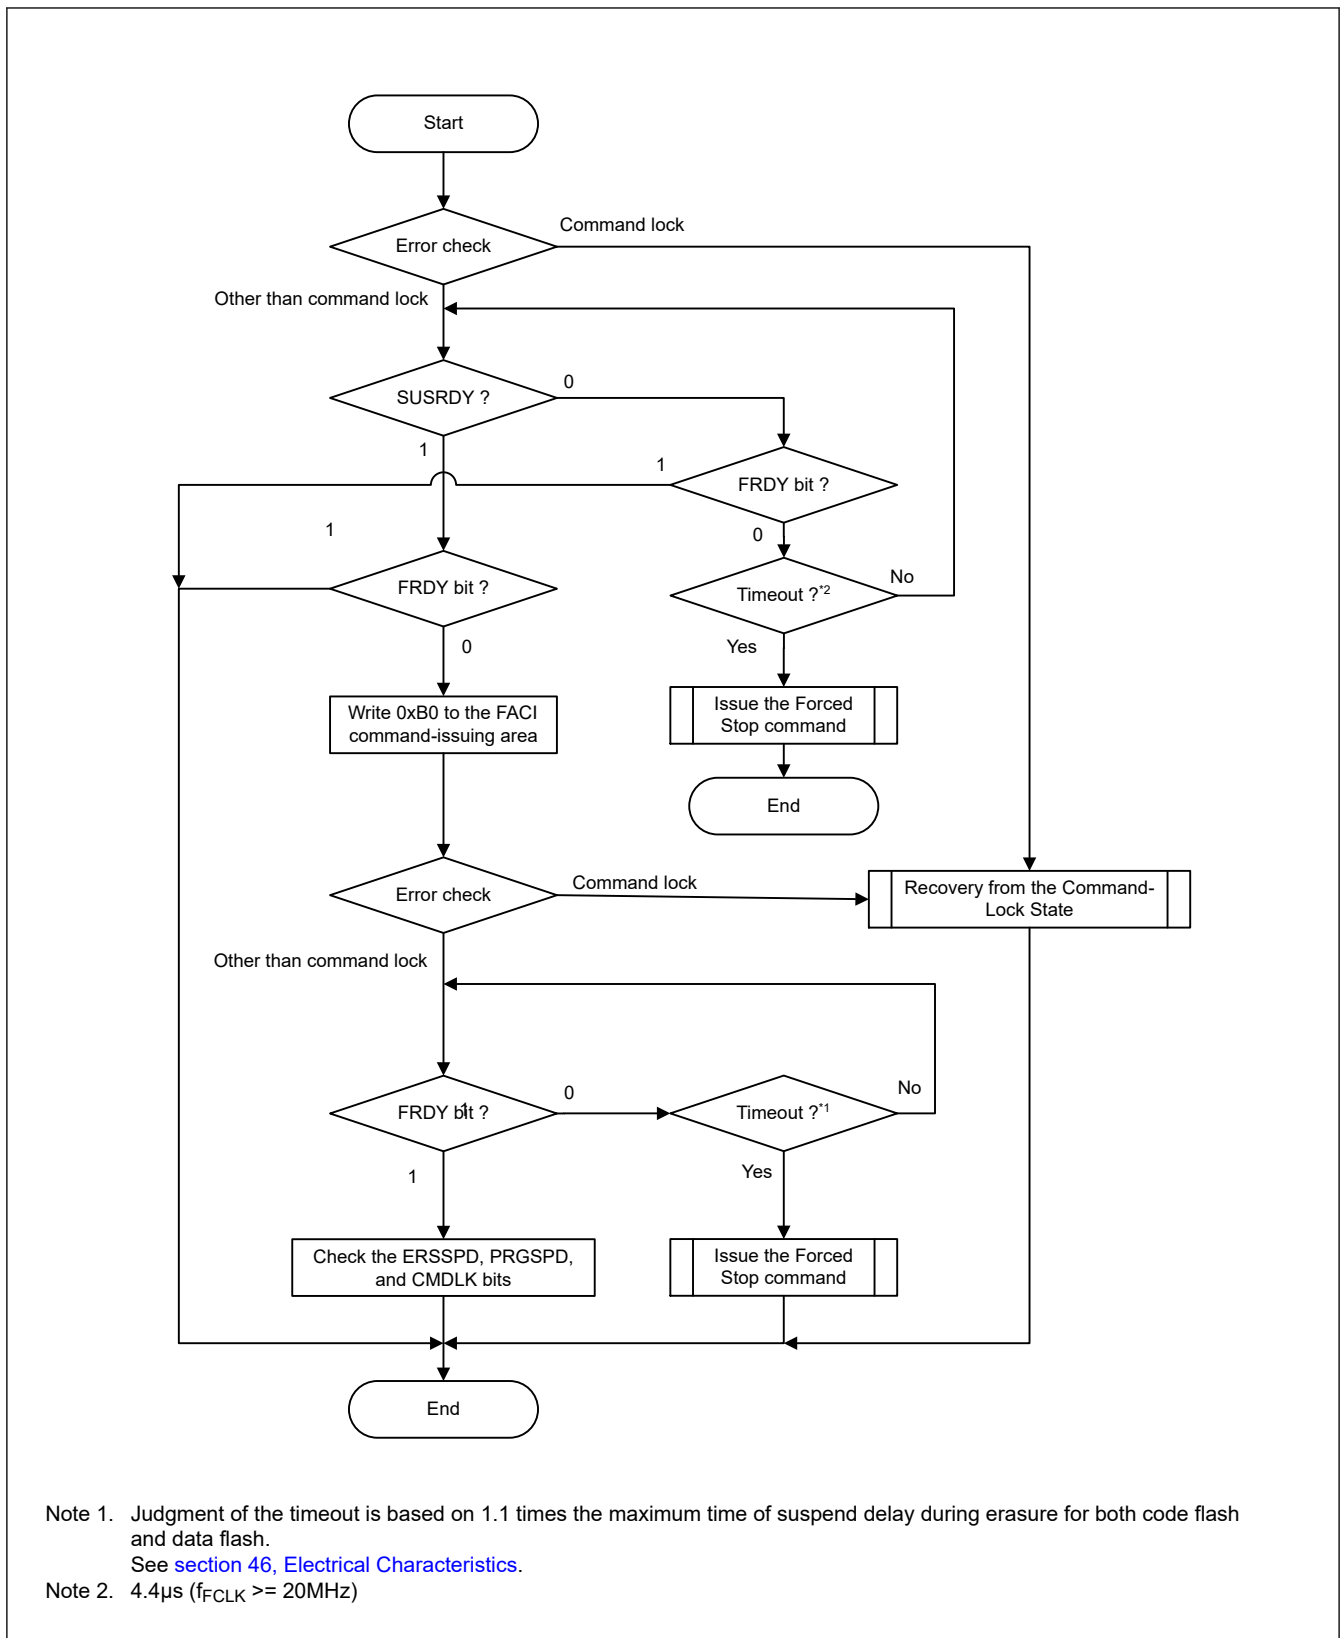 Start
Error check
Command lock
Other than command lock
SUSRDY ?
0
1
1
FRDY bit ?
1
0
FRDY bit ?
Timeout ?*2
No
0
Yes
Write 0xB0 to the FACI
command-issuing area
Issue the Forced
Stop command
End
Error check
Command lock
Recovery from the Command-
Lock State
Other than command lock
FRDY bit ?
1
0
Timeout ?*1
No
1
Yes
Check the ERSSPD, PRGSPD,
and CMDLK bits
Issue the Forced
Stop command
End
Note 1. Judgment of the timeout is based on 1.1 times the maximum time of suspend delay during erasure for both code flash
and data flash.
See section 46, Electrical Characteristics.
Note 2. 4.4µs (fFCLK >= 20MHz)